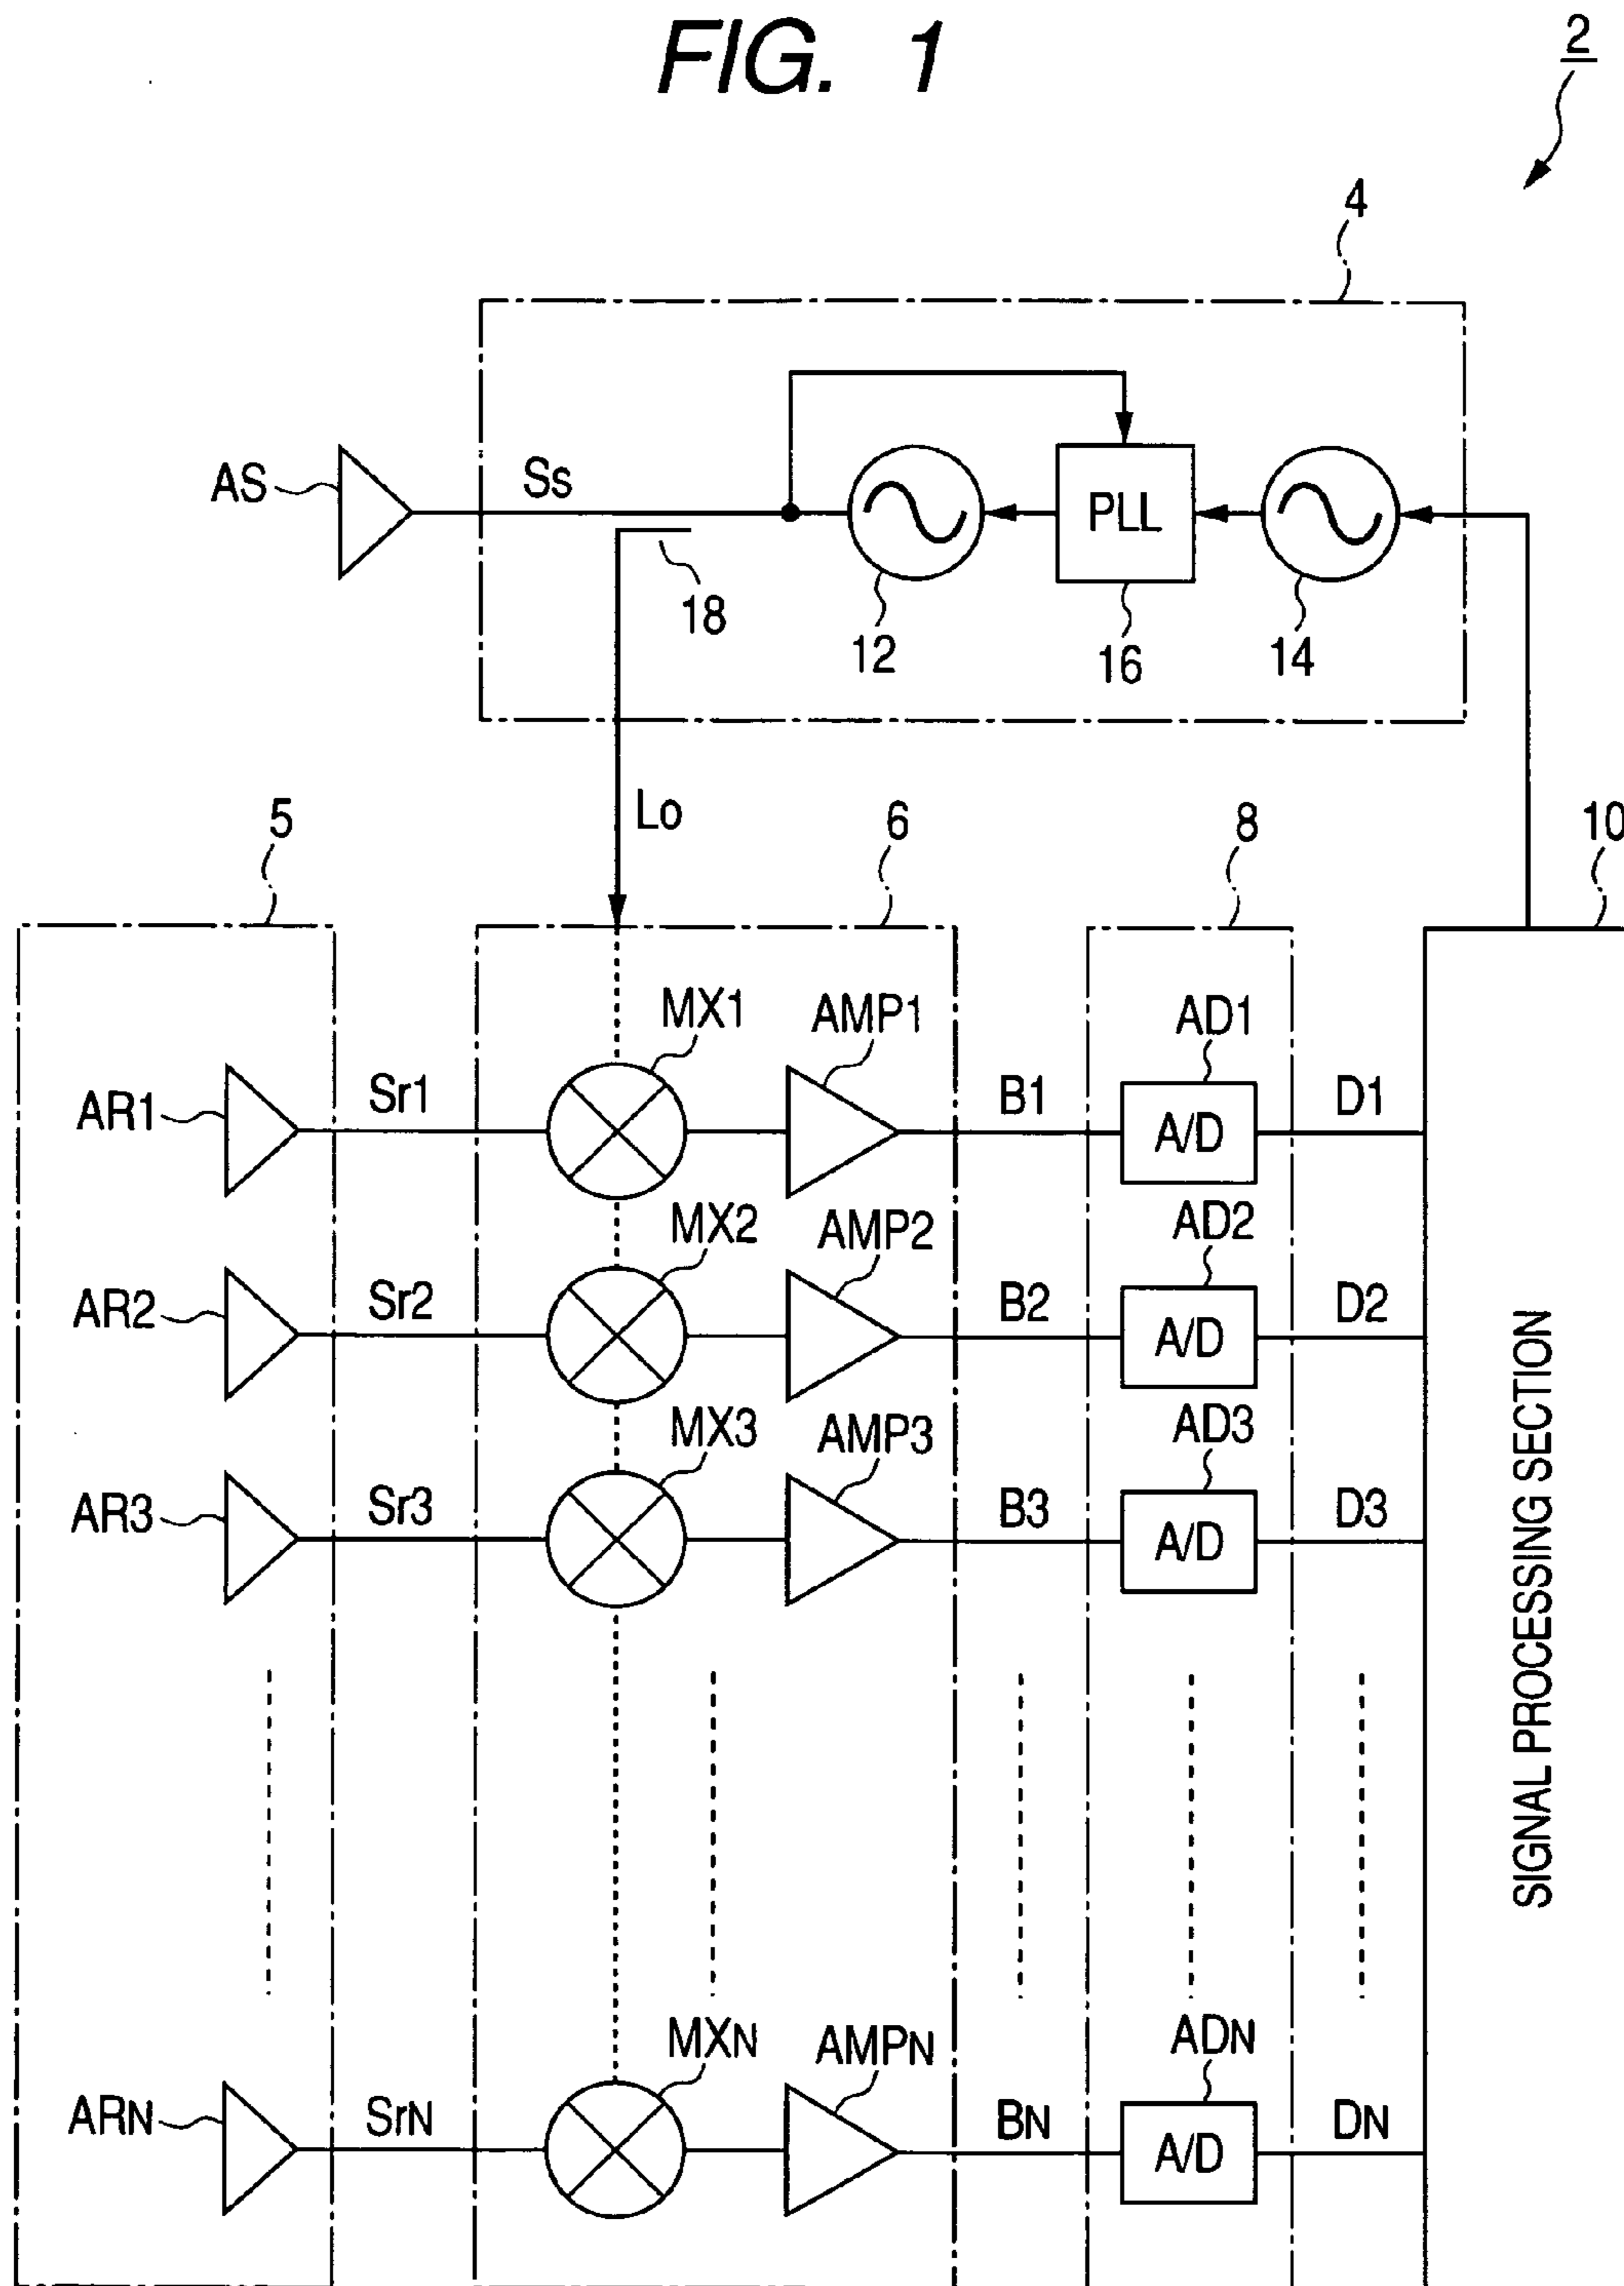 FIG. 1
2
4
AS
Ss
PLL
18
12
16
14
Lo
5
6
8
10
MX1
AMP1
AD1
AR1
Sr1
B1
A/D
D1
MX2
AMP2
AD2
AR2
Sr2
B2
A/D
D2
MX3
AMP3
AD3
AR3
Sr3
B3
A/D
D3
SIGNAL PROCESSING SECTION
MXN
AMPN
ADN
ARN
SrN
BN
A/D
DN